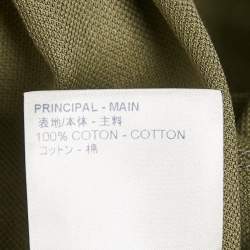 PRINCIPAL - MAIN
表地/本体 - 主料
100% COTON - COTTON
コットン - 棉